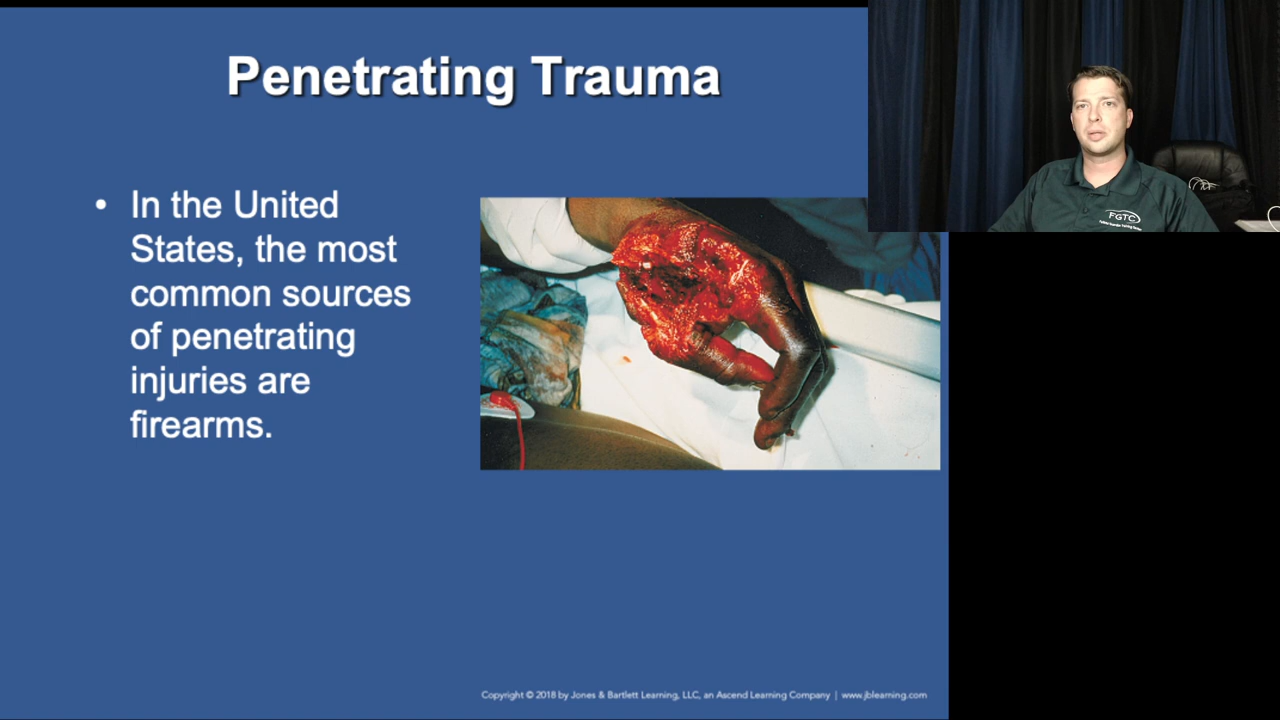 Penetrating Trauma
• In the United
States, the most
common sources
of penetrating
injuries are
firearms.
FGTC
Copyright © 2018 by Jones & Bartlett Learning, LLC, an Ascend Learning Company | www.jblearning.com